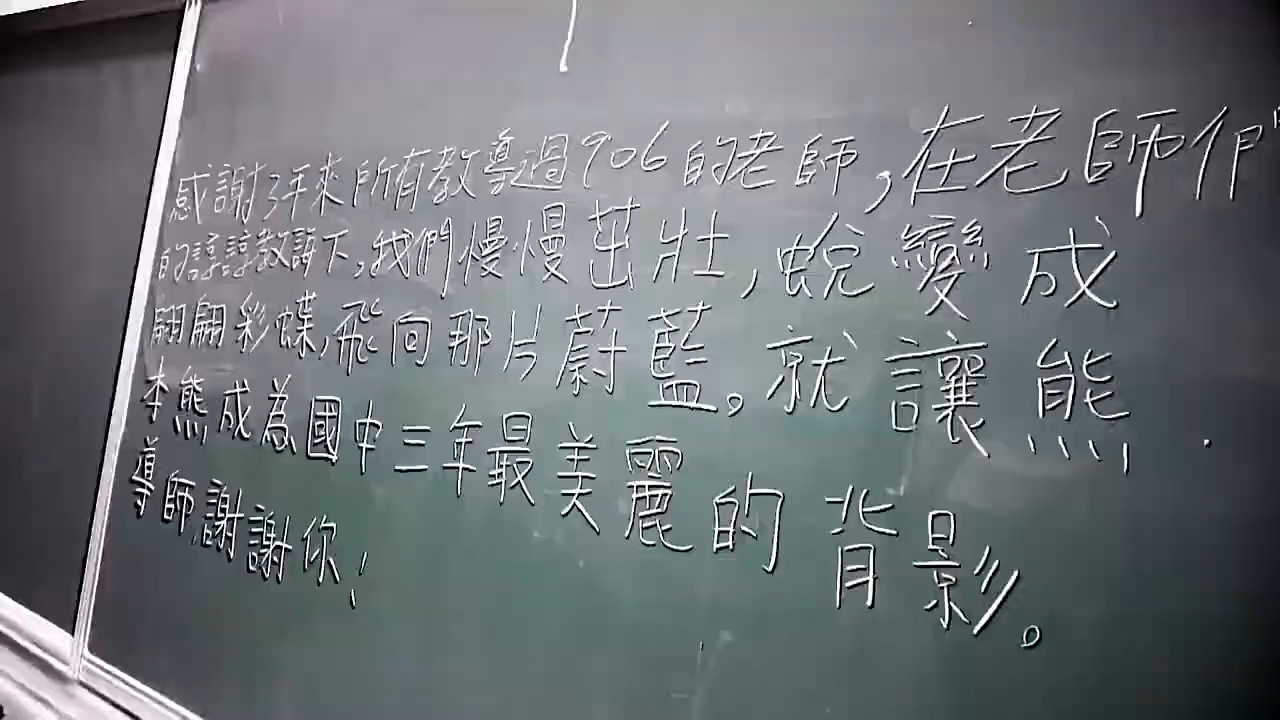 感謝3年來所有教導過906的老師,在老師們
的諄諄教誨下,我們慢慢茁壯,蛻變成
翩翩彩蝶,飛向那片蔚藍。就讓熊
本熊成為國中三年最美麗的背影。
導師謝謝你!